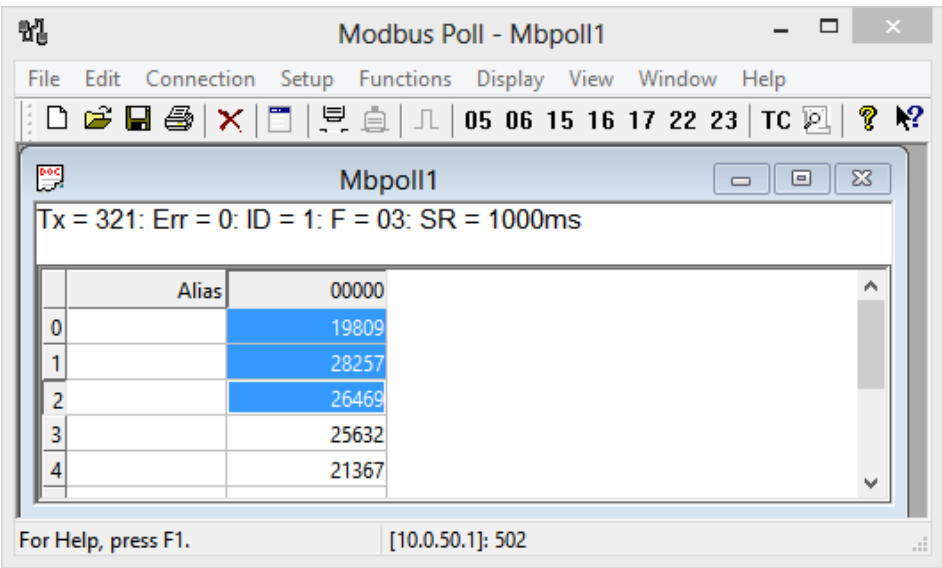 Modbus Poll - Mbpoll1
File Edit Connection Setup Functions Display View Window Help
05 06 15 16 17 22 23 TC
Mbpoll1
Tx = 321: Err = 0: ID = 1: F = 03: SR = 1000ms
Alias 00000
0 19809
1 28257
2 26469
3 25632
4 21367
For Help, press F1. [10.0.50.1]: 502